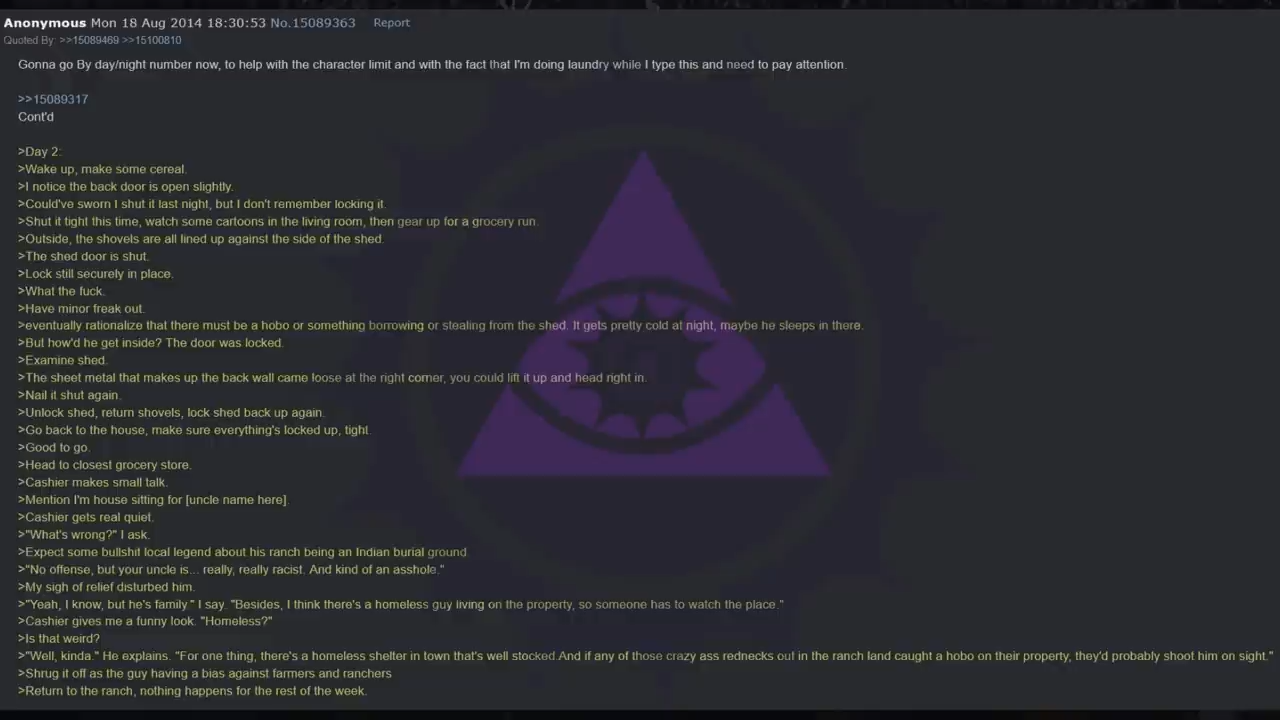 Anonymous Mon 18 Aug 2014 18:30:53 No.15089363 Report
Quoted By: >>15089469 >>15100810
Gonna go By day/night number now, to help with the character limit and with the fact that I'm doing laundry while I type this and need to pay attention.
>>15089317
Cont'd
>Day 2:
>Wake up, make some cereal.
>I notice the back door is open slightly.
>Could've sworn I shut it last night, but I don't remember locking it.
>Shut it tight this time, watch some cartoons in the living room, then gear up for a grocery run.
>Outside, the shovels are all lined up against the side of the shed.
>The shed door is shut.
>Lock still securely in place.
>What the fuck.
>Have minor freak out.
>eventually rationalize that there must be a hobo or something borrowing or stealing from the shed. It gets pretty cold at night, maybe he sleeps in there.
>But how'd he get inside? The door was locked.
>Examine shed.
>The sheet metal that makes up the back wall came loose at the right corner, you could lift it up and head right in.
>Nail it shut again.
>Unlock shed, return shovels, lock shed back up again.
>Go back to the house, make sure everything's locked up, tight.
>Good to go.
>Head to closest grocery store.
>Cashier makes small talk.
>Mention I'm house sitting for [uncle name here].
>Cashier gets real quiet.
>"What's wrong?" I ask.
>Expect some bullshit local legend about his ranch being an Indian burial ground.
>"No offense, but your uncle is... really, really racist. And kind of an asshole."
>My sigh of relief disturbed him.
>"Yeah, I know, but he's family." I say. "Besides, I think there's a homeless guy living on the property, so someone has to watch the place."
>Cashier gives me a funny look. "Homeless?"
>Is that weird?
>"Well, kinda." He explains. "For one thing, there's a homeless shelter in town that's well stocked.And if any of those crazy ass rednecks out in the ranch land caught a hobo on their property, they'd probably shoot him on sight."
>Shrug it off as the guy having a bias against farmers and ranchers
>Return to the ranch, nothing happens for the rest of the week.